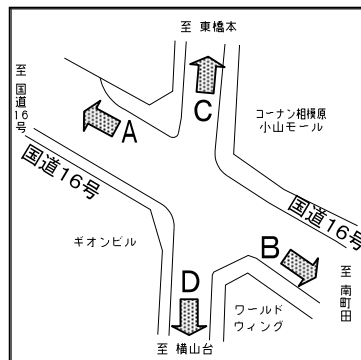 至 東橋本
至 国道16号
A
C
コーナン相模原
小山モール
国道16号
国道16号
ギオンビル
B
D
至 南町田
ワールド
ウィング
至 横山台